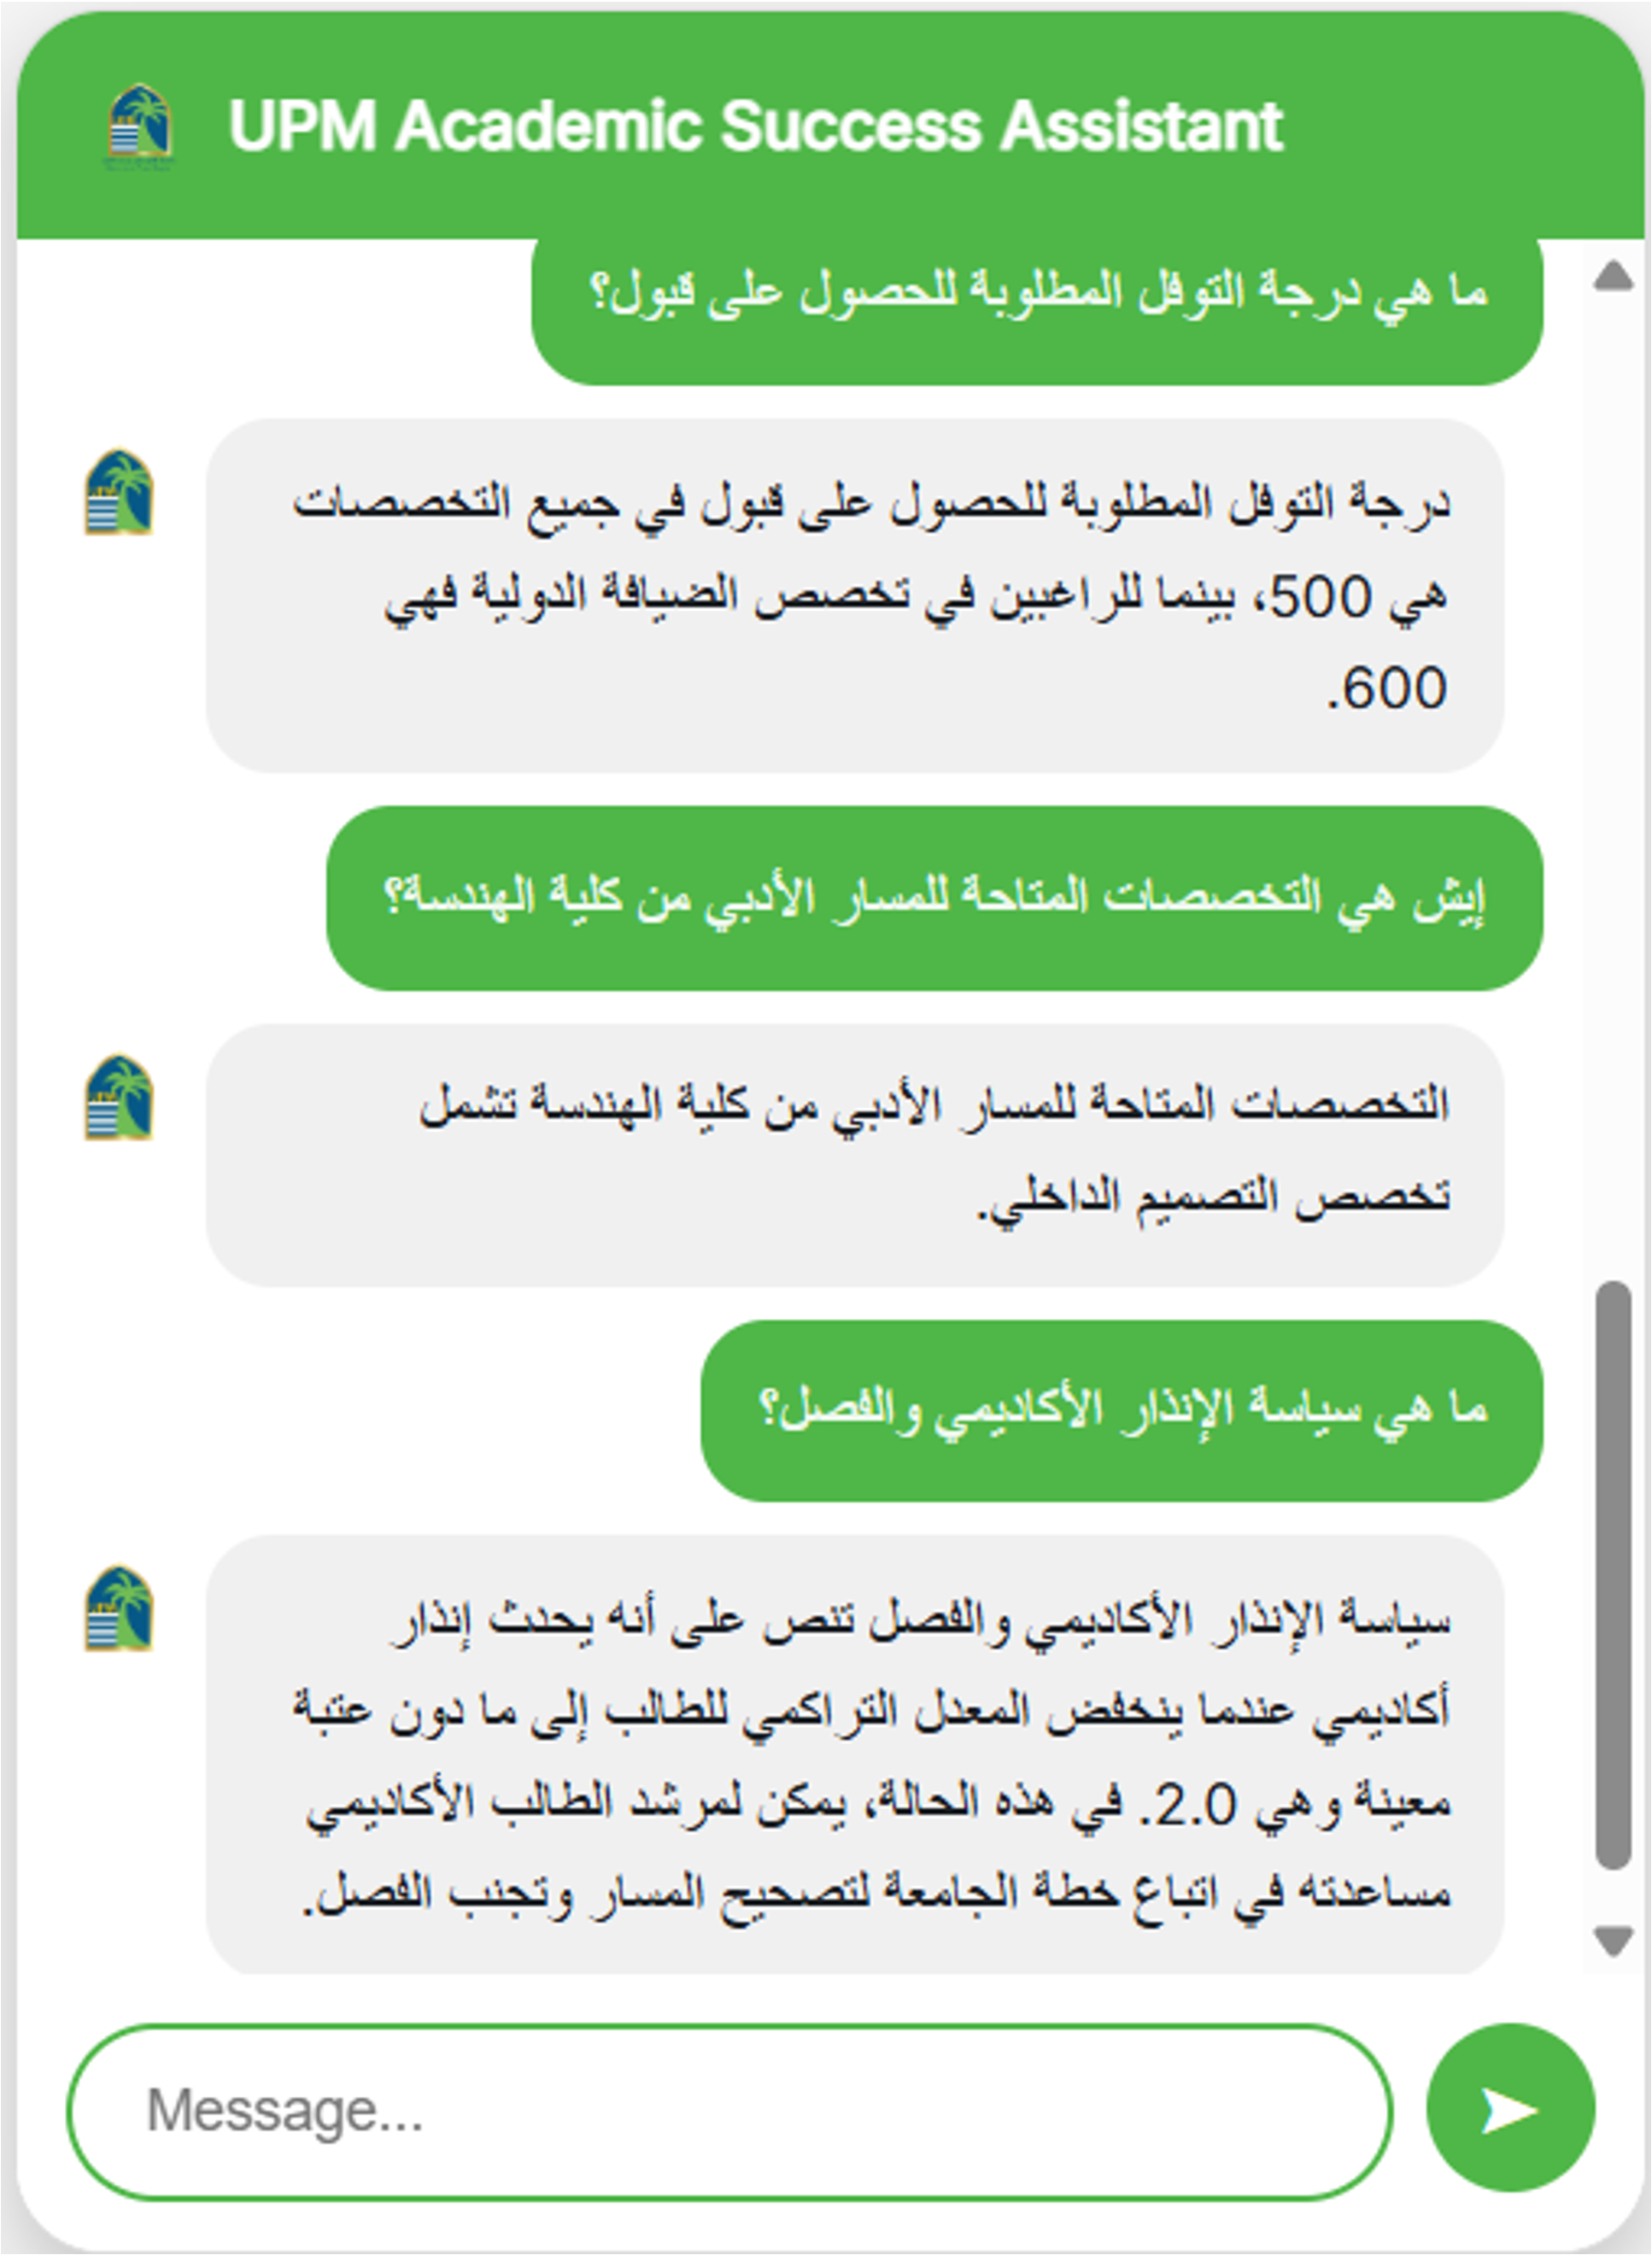 UPM Academic Success Assistant
ما هي درجة التوفل المطلوبة للحصول على قبول؟
درجة التوفل المطلوبة للحصول على قبول في جميع التخصصات
هي 500، بينما للراغبين في تخصص الضيافة الدولية فهي
600.
إيش هي التخصصات المتاحة للمسار الأدبي من كلية الهندسة؟
التخصصات المتاحة للمسار الأدبي من كلية الهندسة تشمل
تخصص التصميم الداخلي.
ما هي سياسة الإنذار الأكاديمي والفصل؟
سياسة الإنذار الأكاديمي والفصل تنص على أنه يحدث إنذار
أكاديمي عندما ينخفض المعدل التراكمي للطالب إلى ما دون عتبة
معينة وهي 2.0. في هذه الحالة، يمكن لمرشد الطالب الأكاديمي
مساعدته في اتباع خطة الجامعة لتصحيح المسار وتجنب الفصل.
Message...